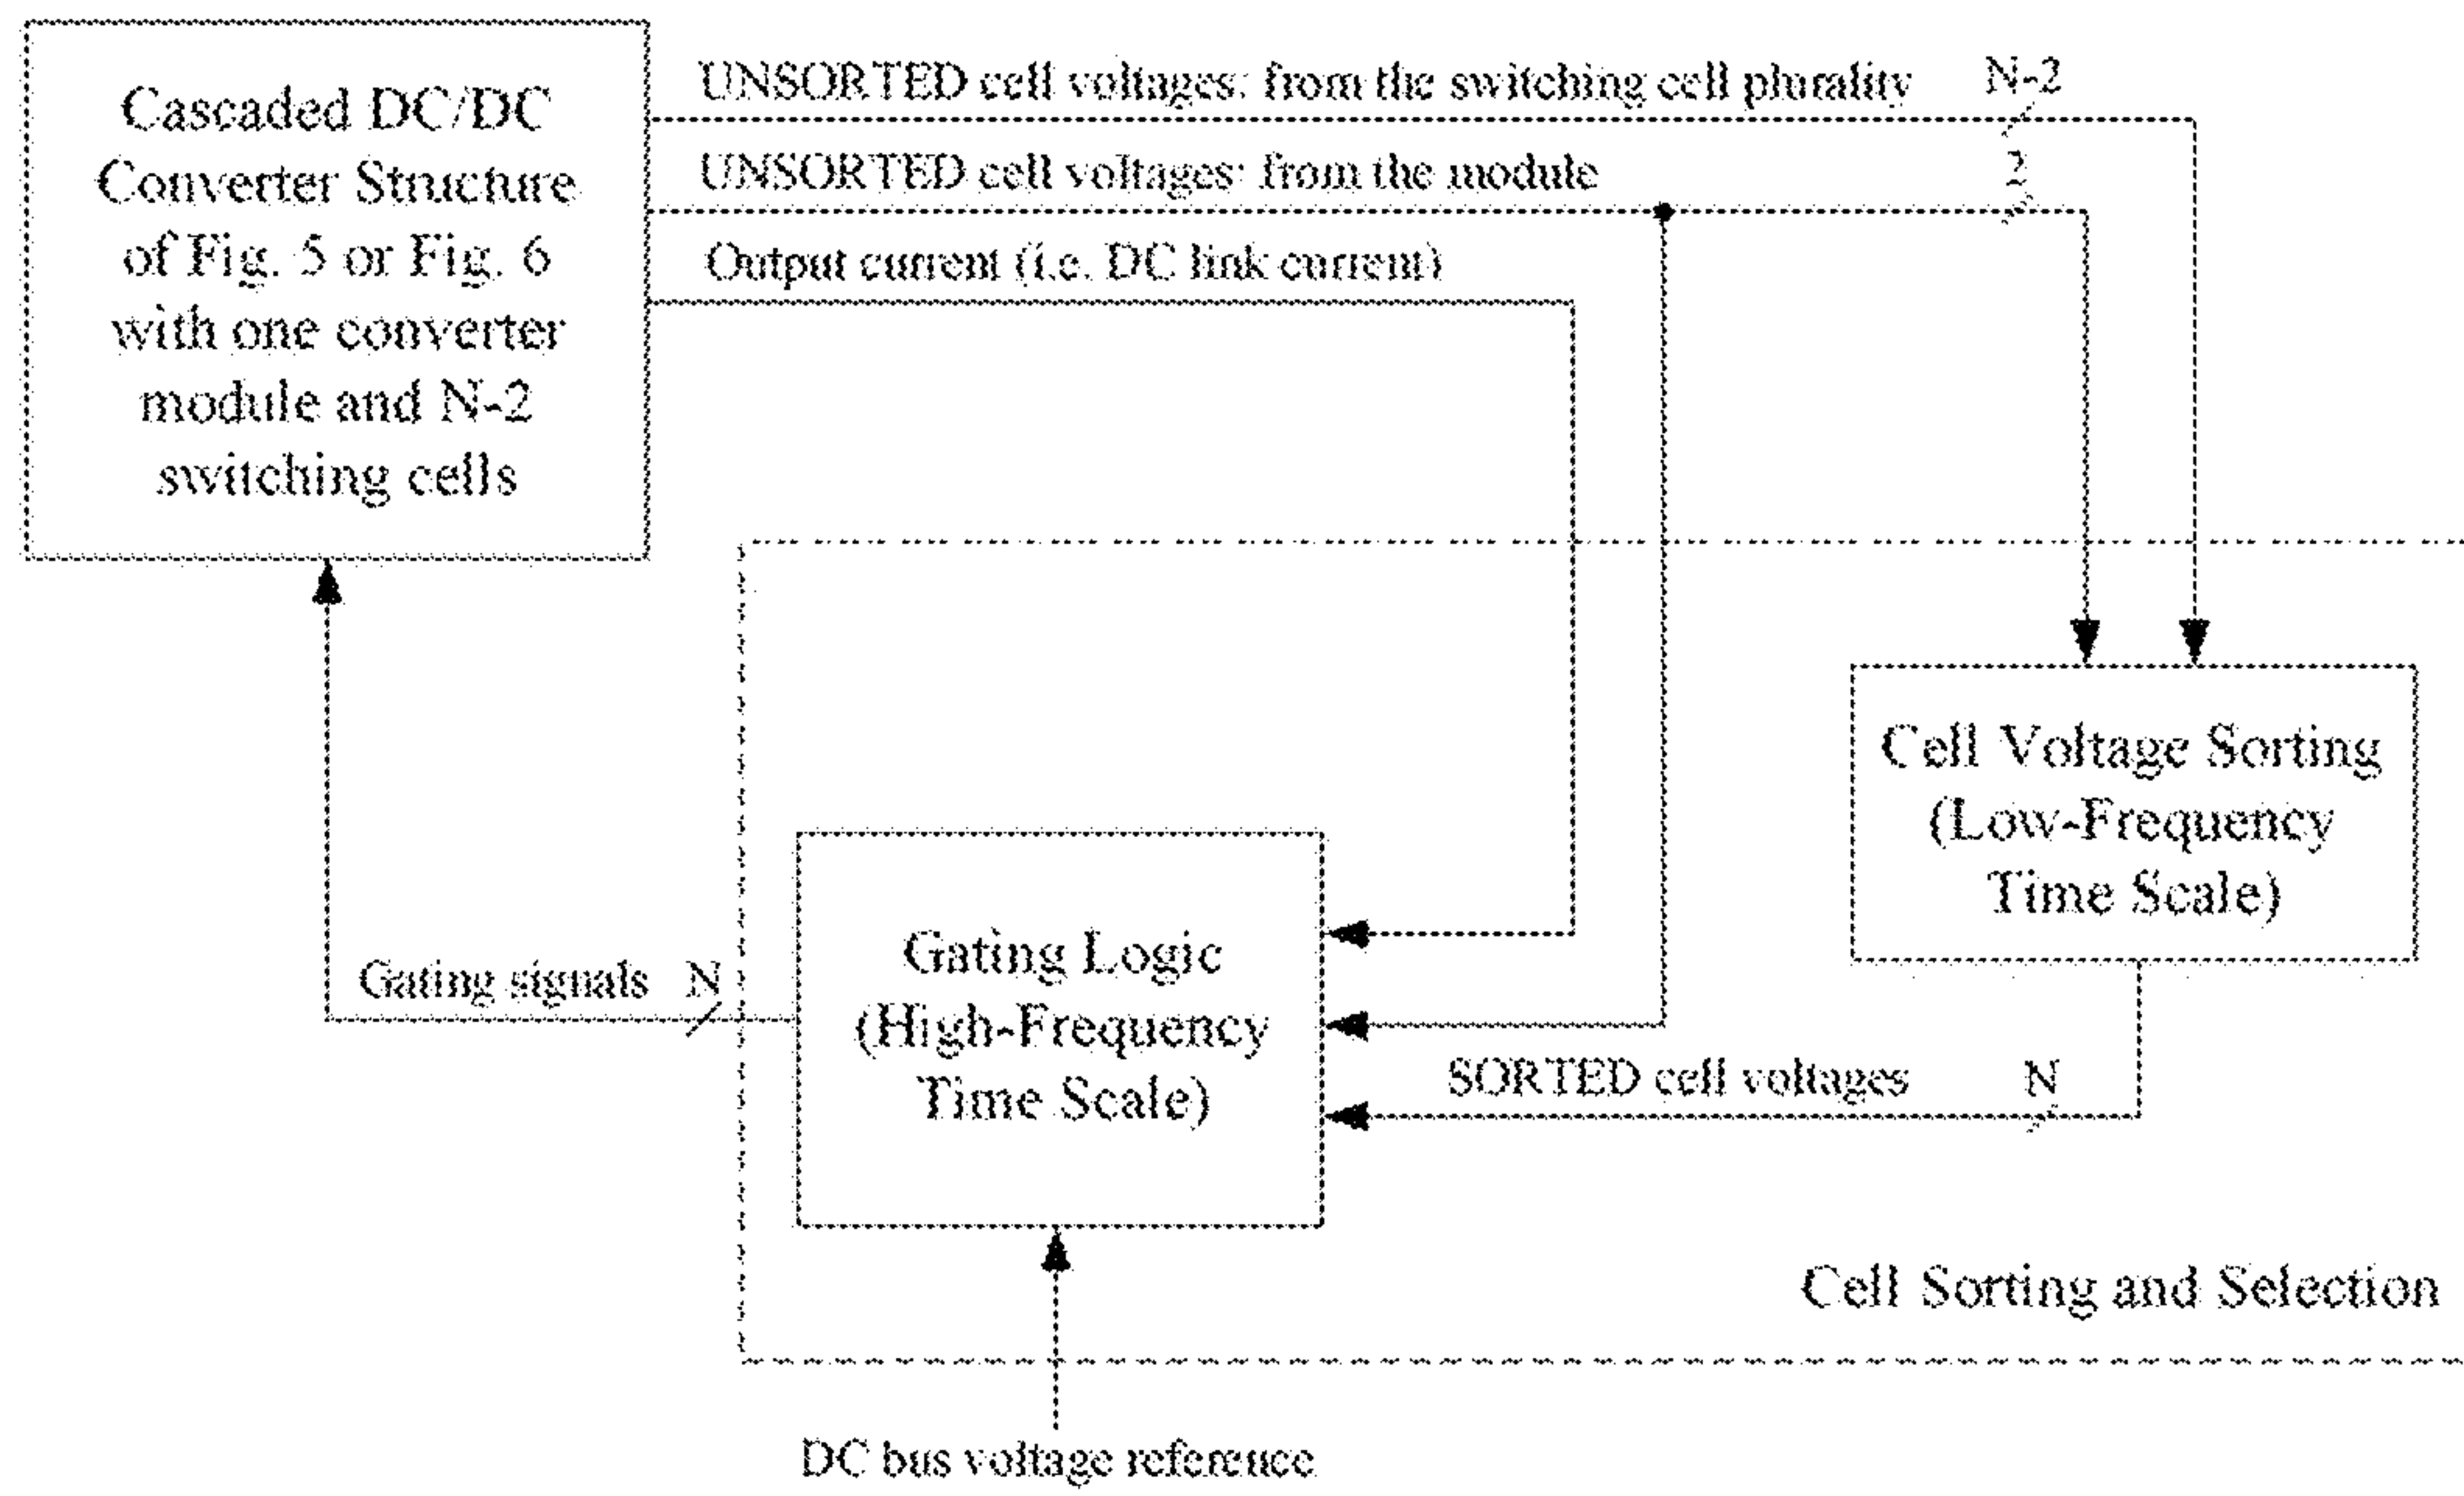 Cascaded DC/DC
Converter Structure
of Fig. 5 or Fig. 6
with one converter
module and N-2
switching cells
UNSORTED cell voltages: from the switching cell plurality
N-2
UNSORTED cell voltages: from the module
2
Output current (i.e. DC link current)
Cell Voltage Sorting
(Low-Frequency
Time Scale)
Gating Logic
(High-Frequency
Time Scale)
Gating signals N
SORTED cell voltages N
Cell Sorting and Selection
DC bus voltage reference